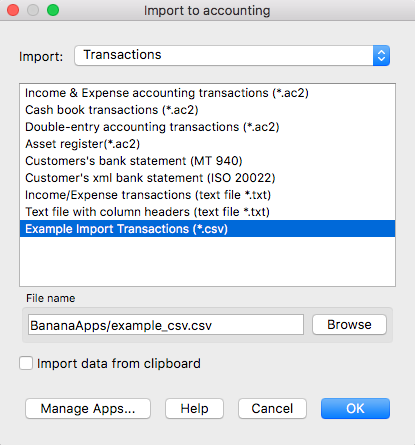 Import to accounting
Import: Transactions
Income & Expense accounting transactions (*.ac2)
Cash book transactions (*.ac2)
Double-entry accounting transactions (*.ac2)
Asset register(*.ac2)
Customers's bank statement (MT 940)
Customer's xml bank statement (ISO 20022)
Income/Expense transactions (text file *.txt)
Text file with column headers (text file *.txt)
Example Import Transactions (*.csv)
File name
BananaApps/example_csv.csv Browse
Import data from clipboard
Manage Apps... Help Cancel OK